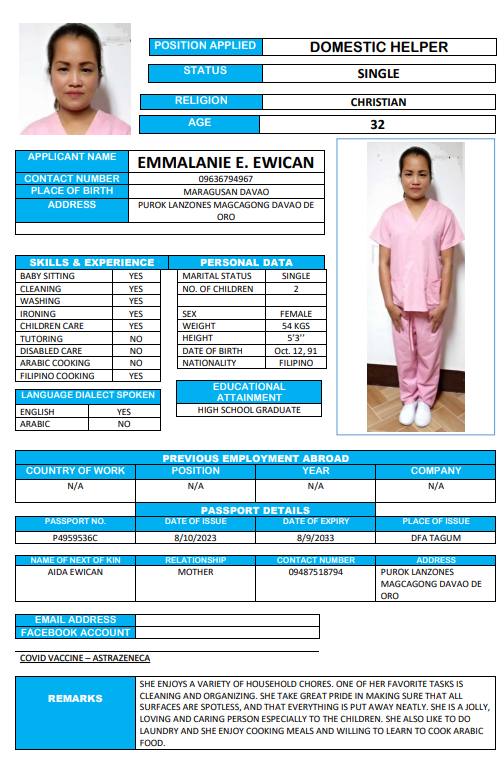 POSITION APPLIED DOMESTIC HELPER
STATUS SINGLE
RELIGION CHRISTIAN
AGE 32
APPLICANT NAME EMMALANIE E. EWICAN
CONTACT NUMBER 09636794967
PLACE OF BIRTH MARAGUSAN DAVAO
ADDRESS PUROK LANZONES MAGCAGONG DAVAO DE
ORO
SKILLS & EXPERIENCE PERSONAL DATA
BABY SITTING YES MARITAL STATUS SINGLE
CLEANING YES NO. OF CHILDREN 2
WASHING YES
IRONING YES SEX FEMALE
CHILDREN CARE YES WEIGHT 54 KGS
TUTORING NO HEIGHT 5'3''
DISABLED CARE NO DATE OF BIRTH Oct. 12, 91
ARABIC COOKING NO NATIONALITY FILIPINO
FILIPINO COOKING YES
EDUCATIONAL
ATTAINMENT
HIGH SCHOOL GRADUATE
LANGUAGE DIALECT SPOKEN
ENGLISH YES
ARABIC NO
PREVIOUS EMPLOYMENT ABROAD
COUNTRY OF WORK POSITION YEAR COMPANY
N/A N/A N/A N/A
PASSPORT DETAILS
PASSPORT NO. DATE OF ISSUE DATE OF EXPIRY PLACE OF ISSUE
P4959536C 8/10/2023 8/9/2033 DFA TAGUM
NAME OF NEXT OF KIN RELATIONSHIP CONTACT NUMBER ADDRESS
AIDA EWICAN MOTHER 09487518794 PUROK LANZONES
MAGCAGONG DAVAO DE
ORO
EMAIL ADDRESS
FACEBOOK ACCOUNT
COVID VACCINE – ASTRAZENECA
REMARKS
SHE ENJOYS A VARIETY OF HOUSEHOLD CHORES. ONE OF HER FAVORITE TASKS IS
CLEANING AND ORGANIZING. SHE TAKE GREAT PRIDE IN MAKING SURE THAT ALL
SURFACES ARE SPOTLESS, AND THAT EVERYTHING IS PUT AWAY NEATLY. SHE IS A JOLLY,
LOVING AND CARING PERSON ESPECIALLY TO THE CHILDREN. SHE ALSO LIKE TO DO
LAUNDRY AND SHE ENJOY COOKING MEALS AND WILLING TO LEARN TO COOK ARABIC
FOOD.